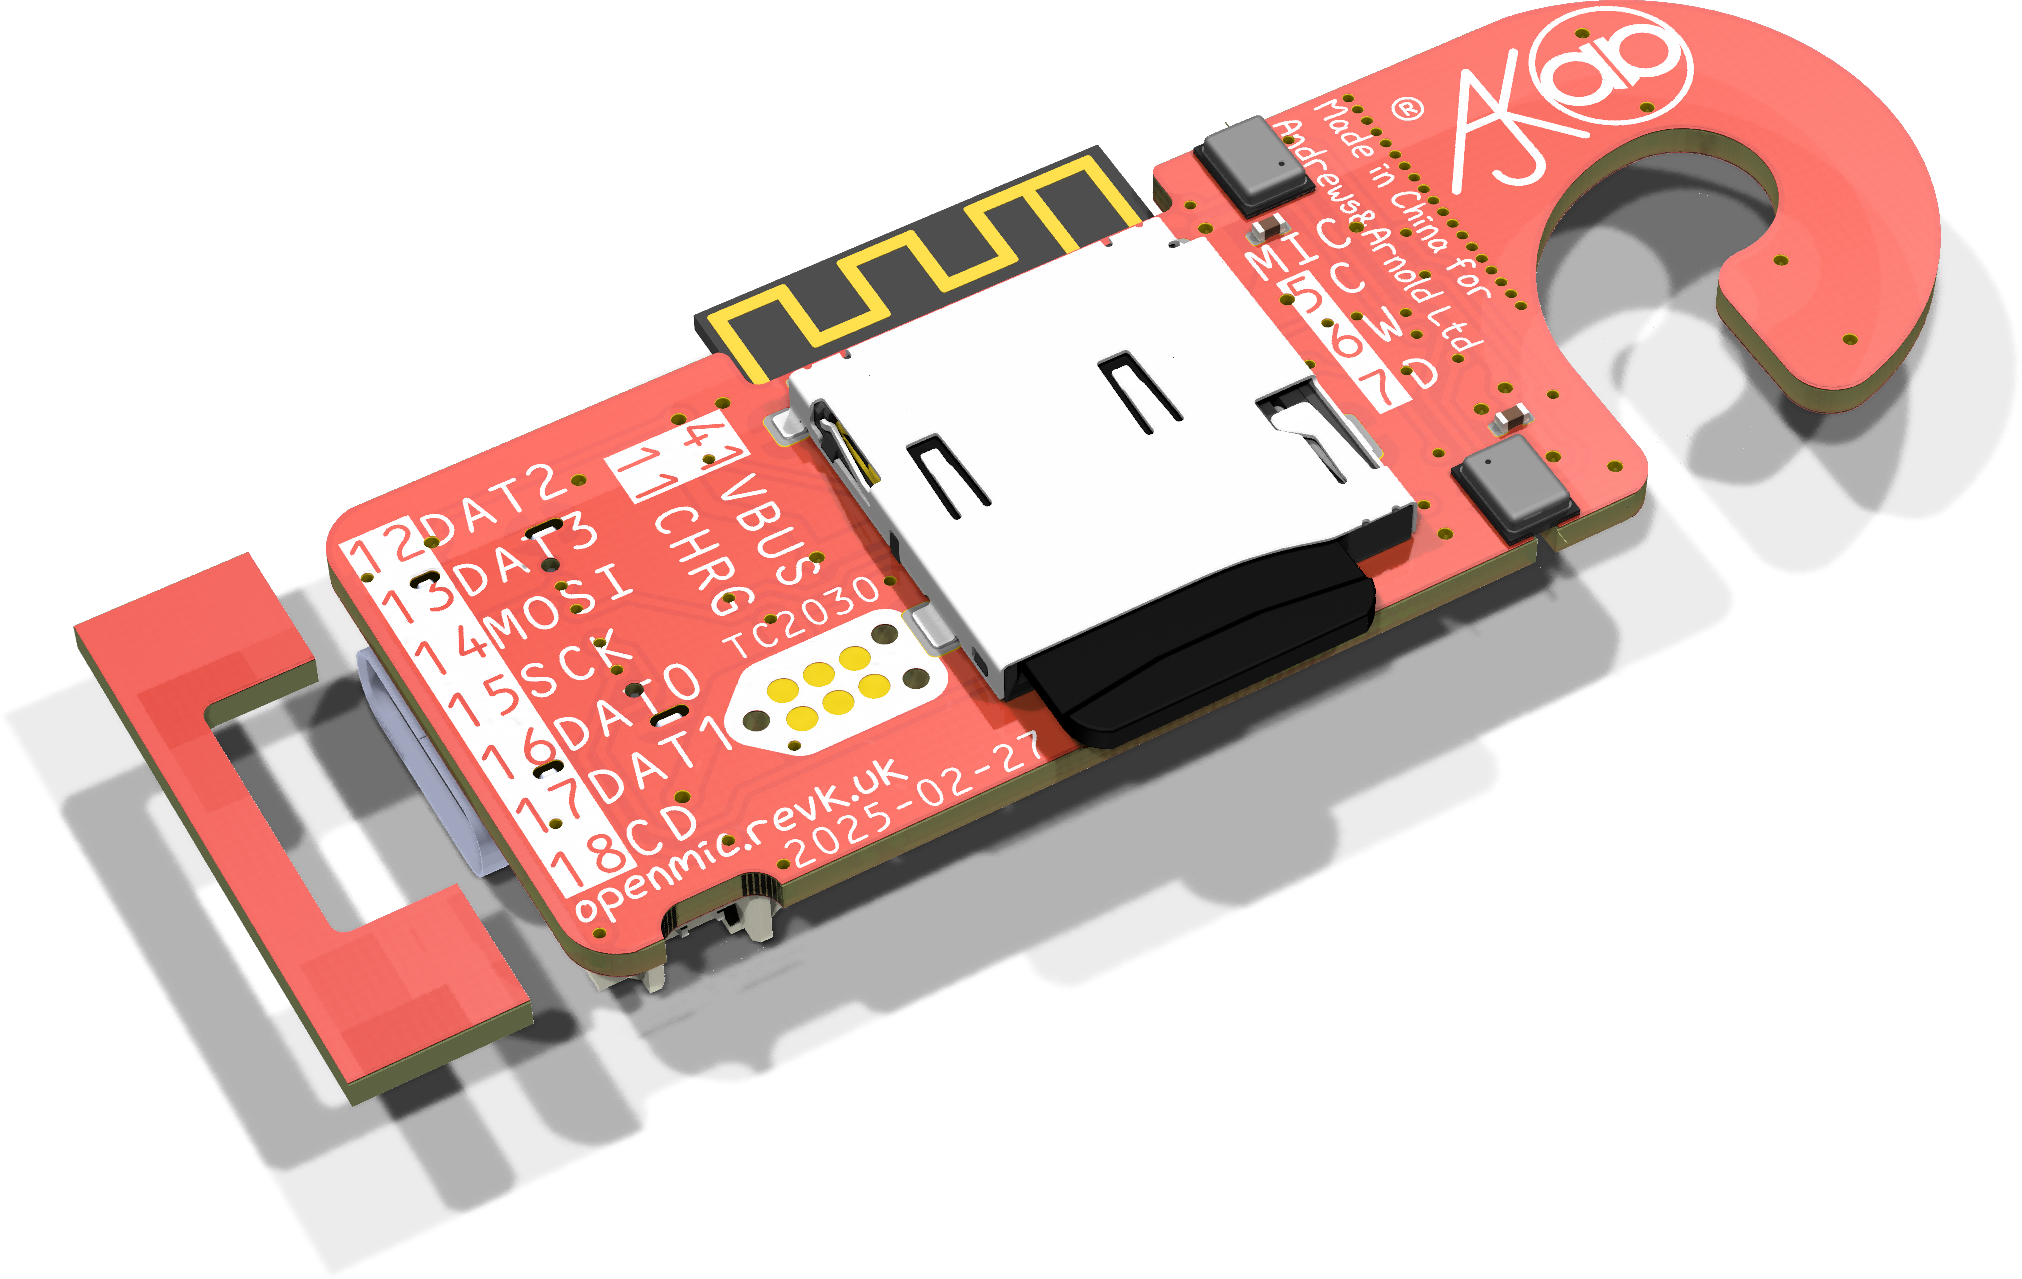 AJK
®
Made in China for
Andrews&Arnold Ltd
MIC
5C
6W
7D
41VBUS
11CHRG
12DAT2
13DAT3
14MOSI
15SCK
16DAT0
17DAT1
18CD
TC2030
openmic.revk.uk
2025-02-27